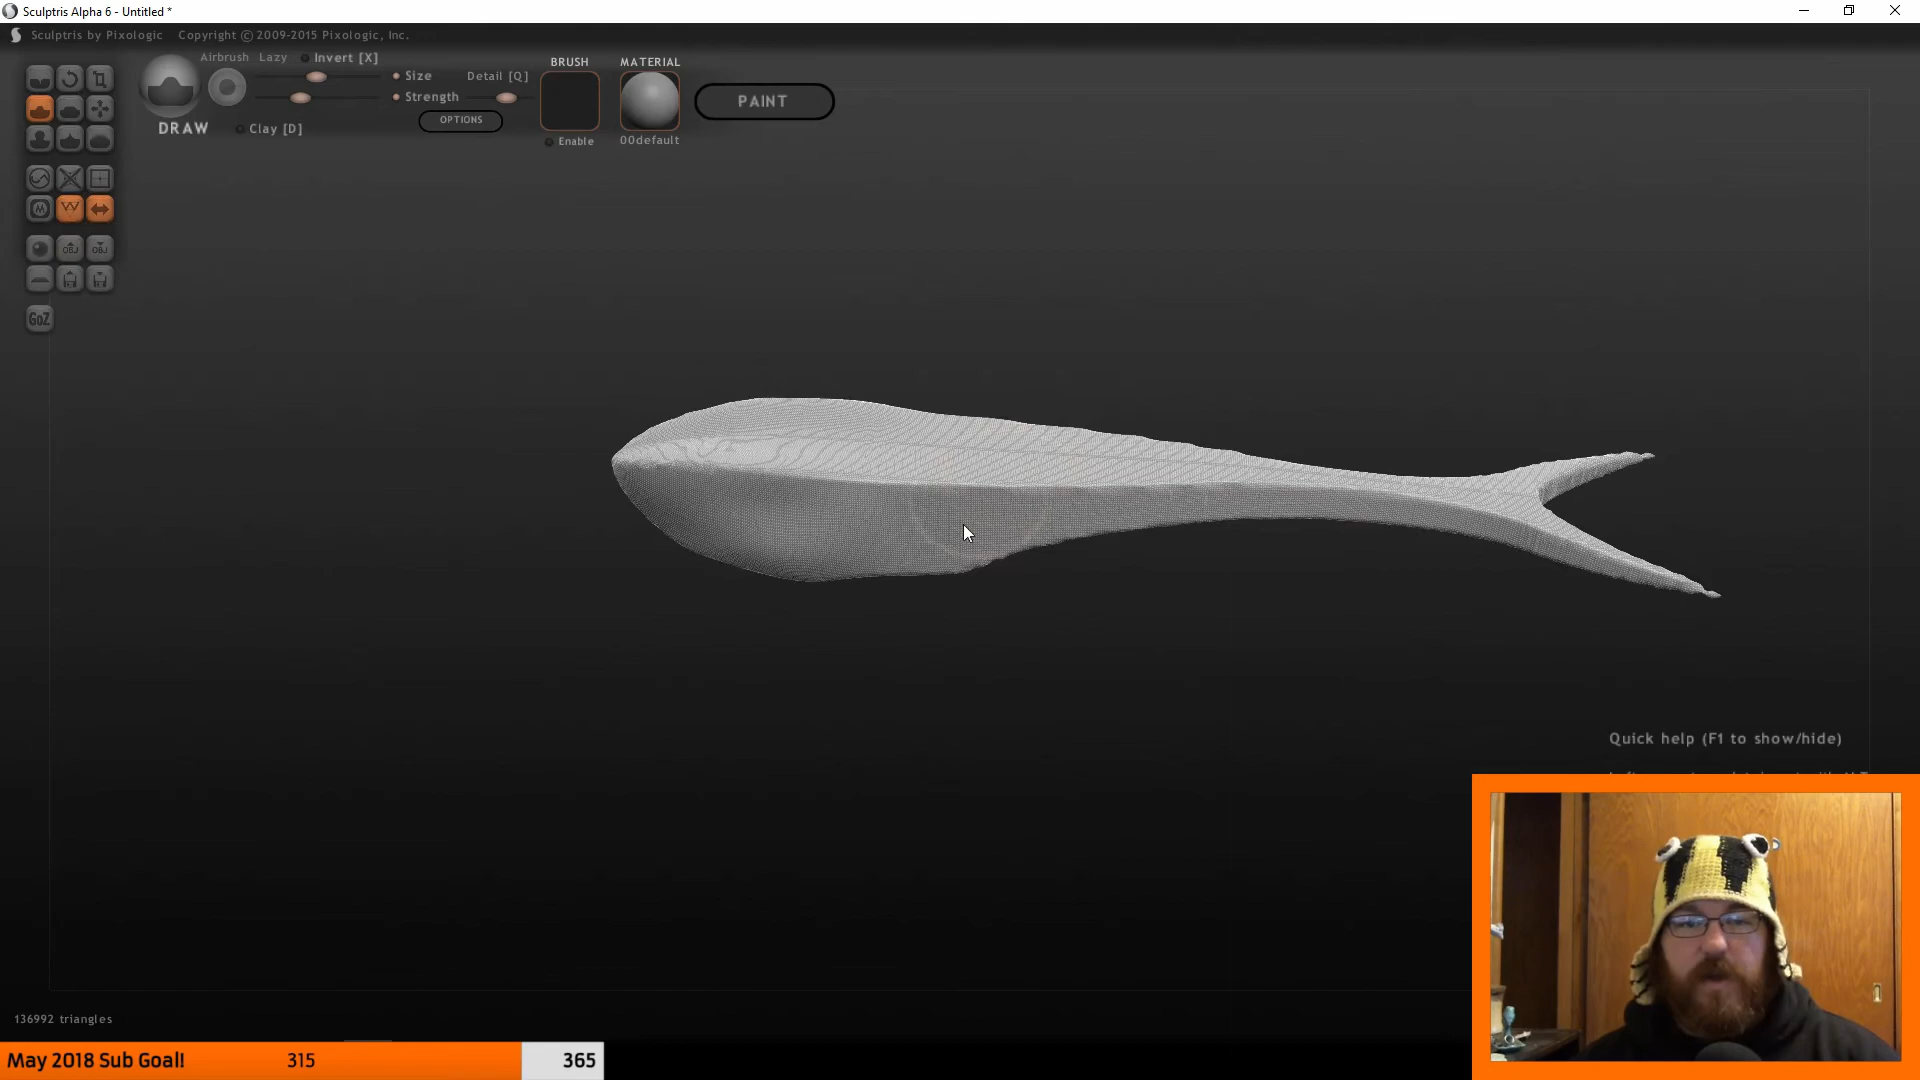 Sculptris Alpha 6 - Untitled *
Sculptris by Pixologic Copyright © 2009-2015 Pixologic, Inc.
Airbrush Lazy Invert [X]
Size Detail [Q]
Strength
OPTIONS
DRAW
Clay [D]
BRUSH
Enable
MATERIAL
00default
PAINT
OBJ OBJ
GoZ
Quick help (F1 to show/hide)
136992 triangles
May 2018 Sub Goal! 315 365